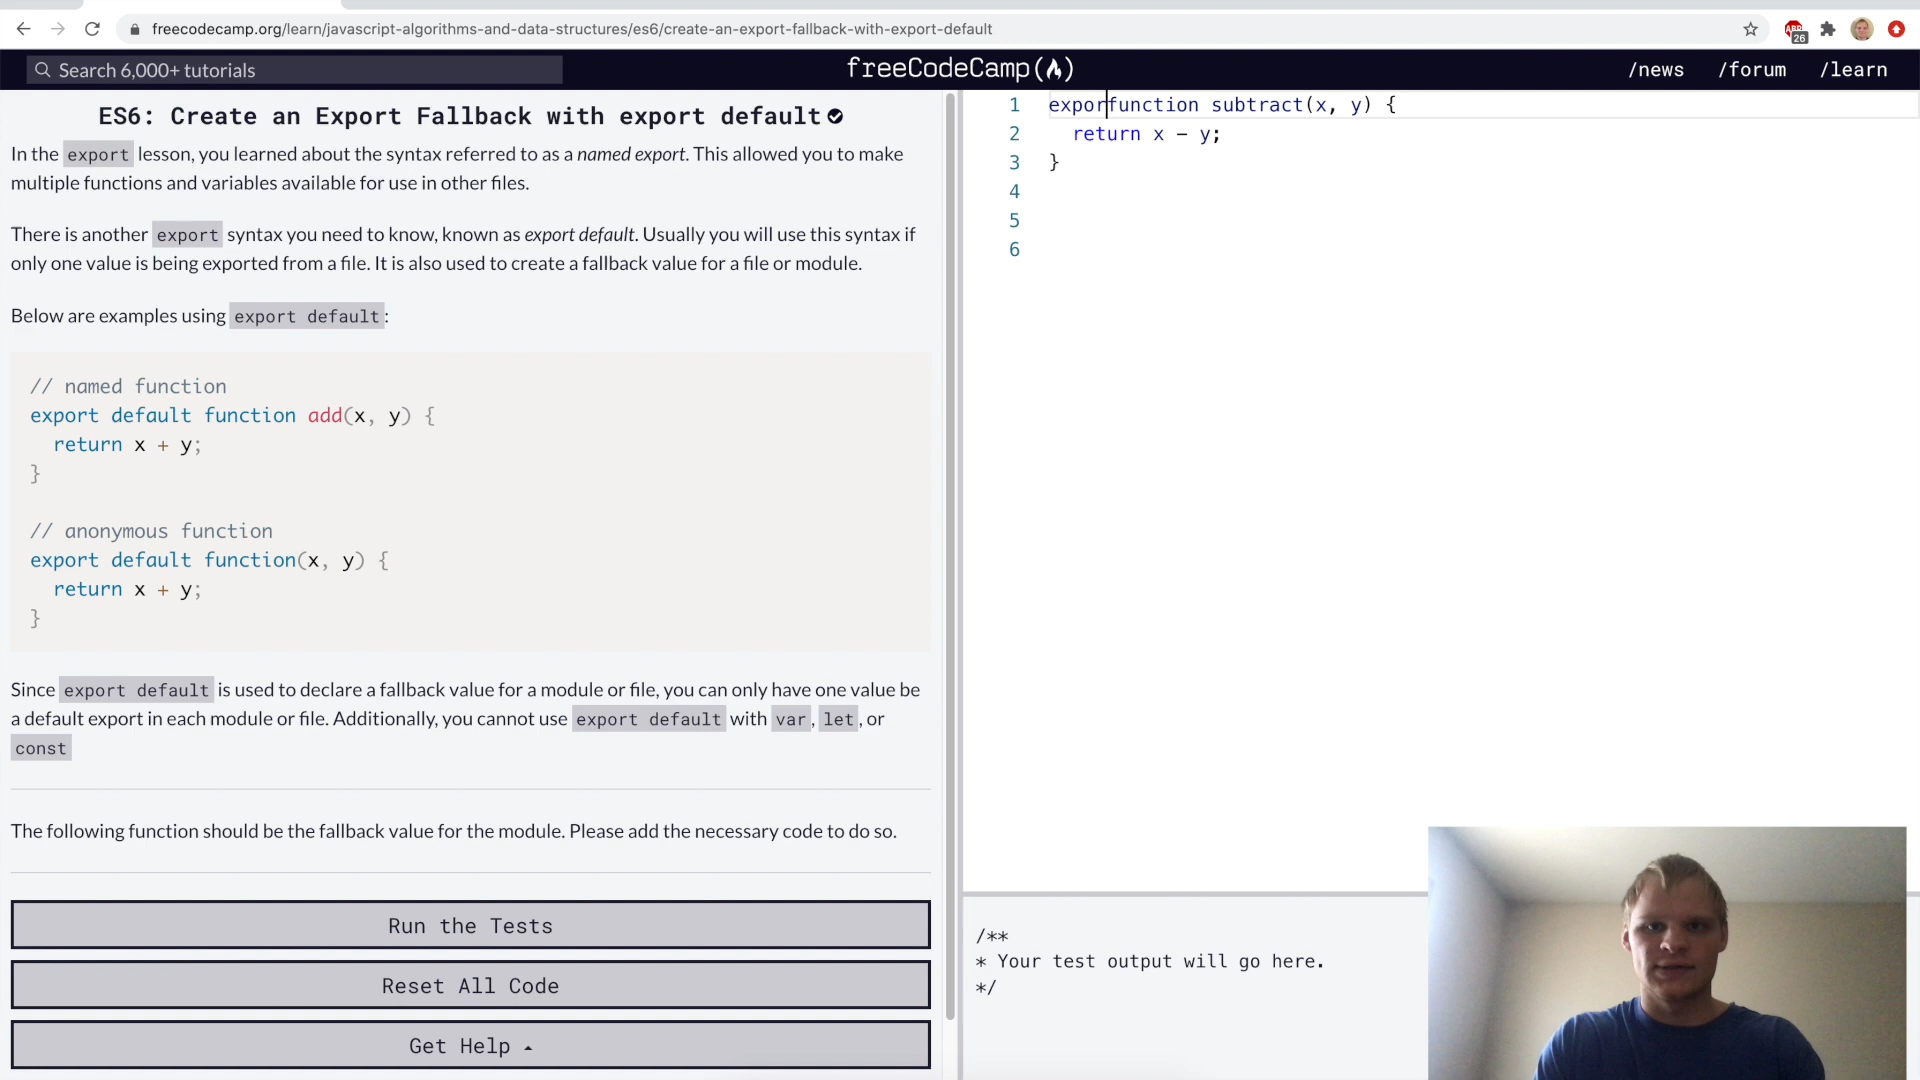 freecodecamp.org/learn/javascript-algorithms-and-data-structures/es6/create-an-export-fallback-with-export-default
26
Search 6,000+ tutorials
freeCodeCamp
/news /forum /learn
ES6: Create an Export Fallback with export default
In the export lesson, you learned about the syntax referred to as a named export. This allowed you to make
multiple functions and variables available for use in other files.
There is another export syntax you need to know, known as export default. Usually you will use this syntax if
only one value is being exported from a file. It is also used to create a fallback value for a file or module.
Below are examples using export default:
// named function
export default function add(x, y) {
  return x + y;
}
// anonymous function
export default function(x, y) {
  return x + y;
}
Since export default is used to declare a fallback value for a module or file, you can only have one value be
a default export in each module or file. Additionally, you cannot use export default with var, let, or
const
The following function should be the fallback value for the module. Please add the necessary code to do so.
Run the Tests
Reset All Code
Get Help
1 exporfunction subtract(x, y) {
2   return x – y;
3 }
4
5
6
/**
* Your test output will go here.
*/